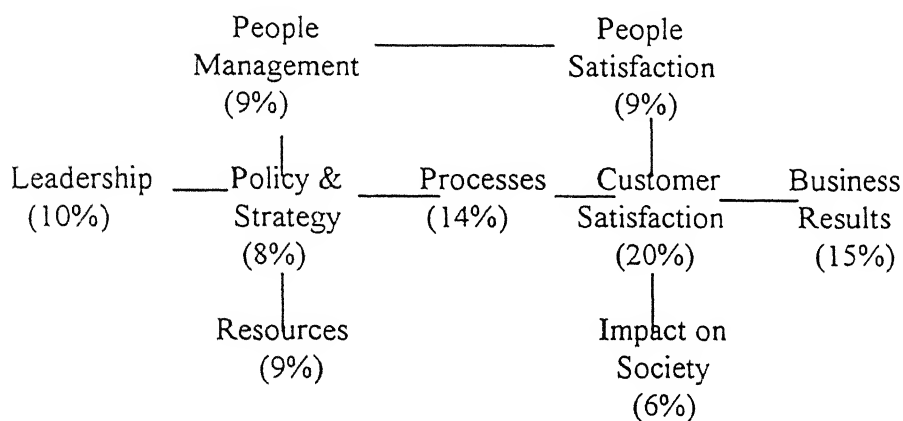 People
Management
(9%)
People
Satisfaction
(9%)
Leadership
(10%)
Policy &
Strategy
(8%)
Processes
(14%)
Customer
Satisfaction
(20%)
Business
Results
(15%)
Resources
(9%)
Impact on
Society
(6%)